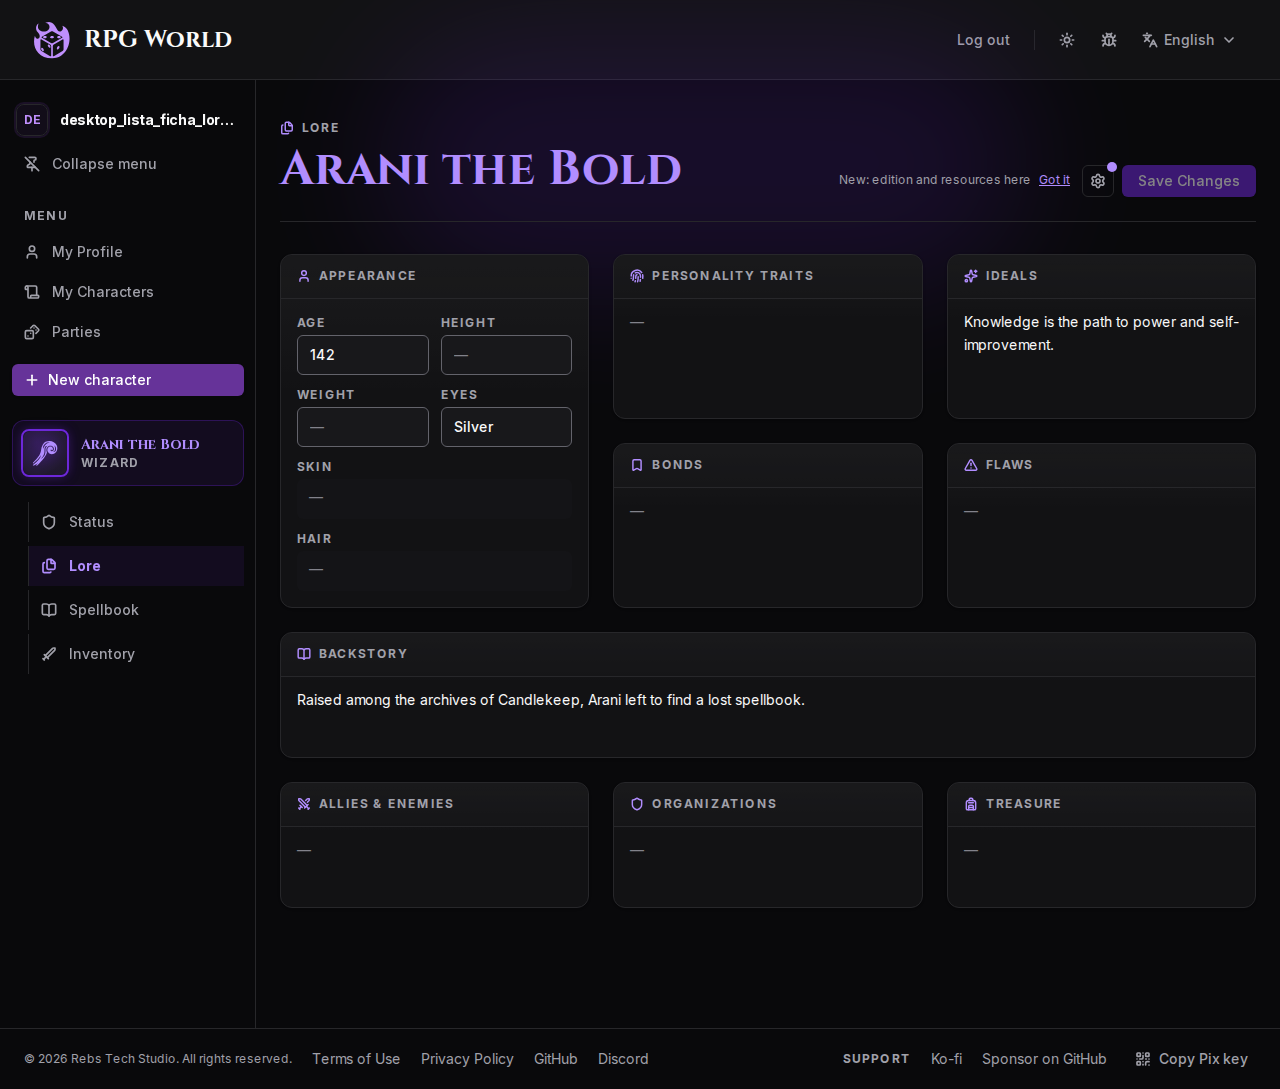 RPG World
Log out
English
DE
desktop_lista_ficha_lor...
Collapse menu
MENU
My Profile
My Characters
Parties
New character
Arani the Bold
WIZARD
Status
Lore
Spellbook
Inventory
LORE
Arani the Bold
New: edition and resources here Got it
Save Changes
APPEARANCE
AGE
HEIGHT
142
—
WEIGHT
EYES
—
Silver
SKIN
—
HAIR
—
PERSONALITY TRAITS
—
IDEALS
Knowledge is the path to power and self-
improvement.
BONDS
—
FLAWS
—
BACKSTORY
Raised among the archives of Candlekeep, Arani left to find a lost spellbook.
ALLIES & ENEMIES
—
ORGANIZATIONS
—
TREASURE
—
© 2026 Rebs Tech Studio. All rights reserved. Terms of Use Privacy Policy GitHub Discord
SUPPORT Ko-fi Sponsor on GitHub Copy Pix key